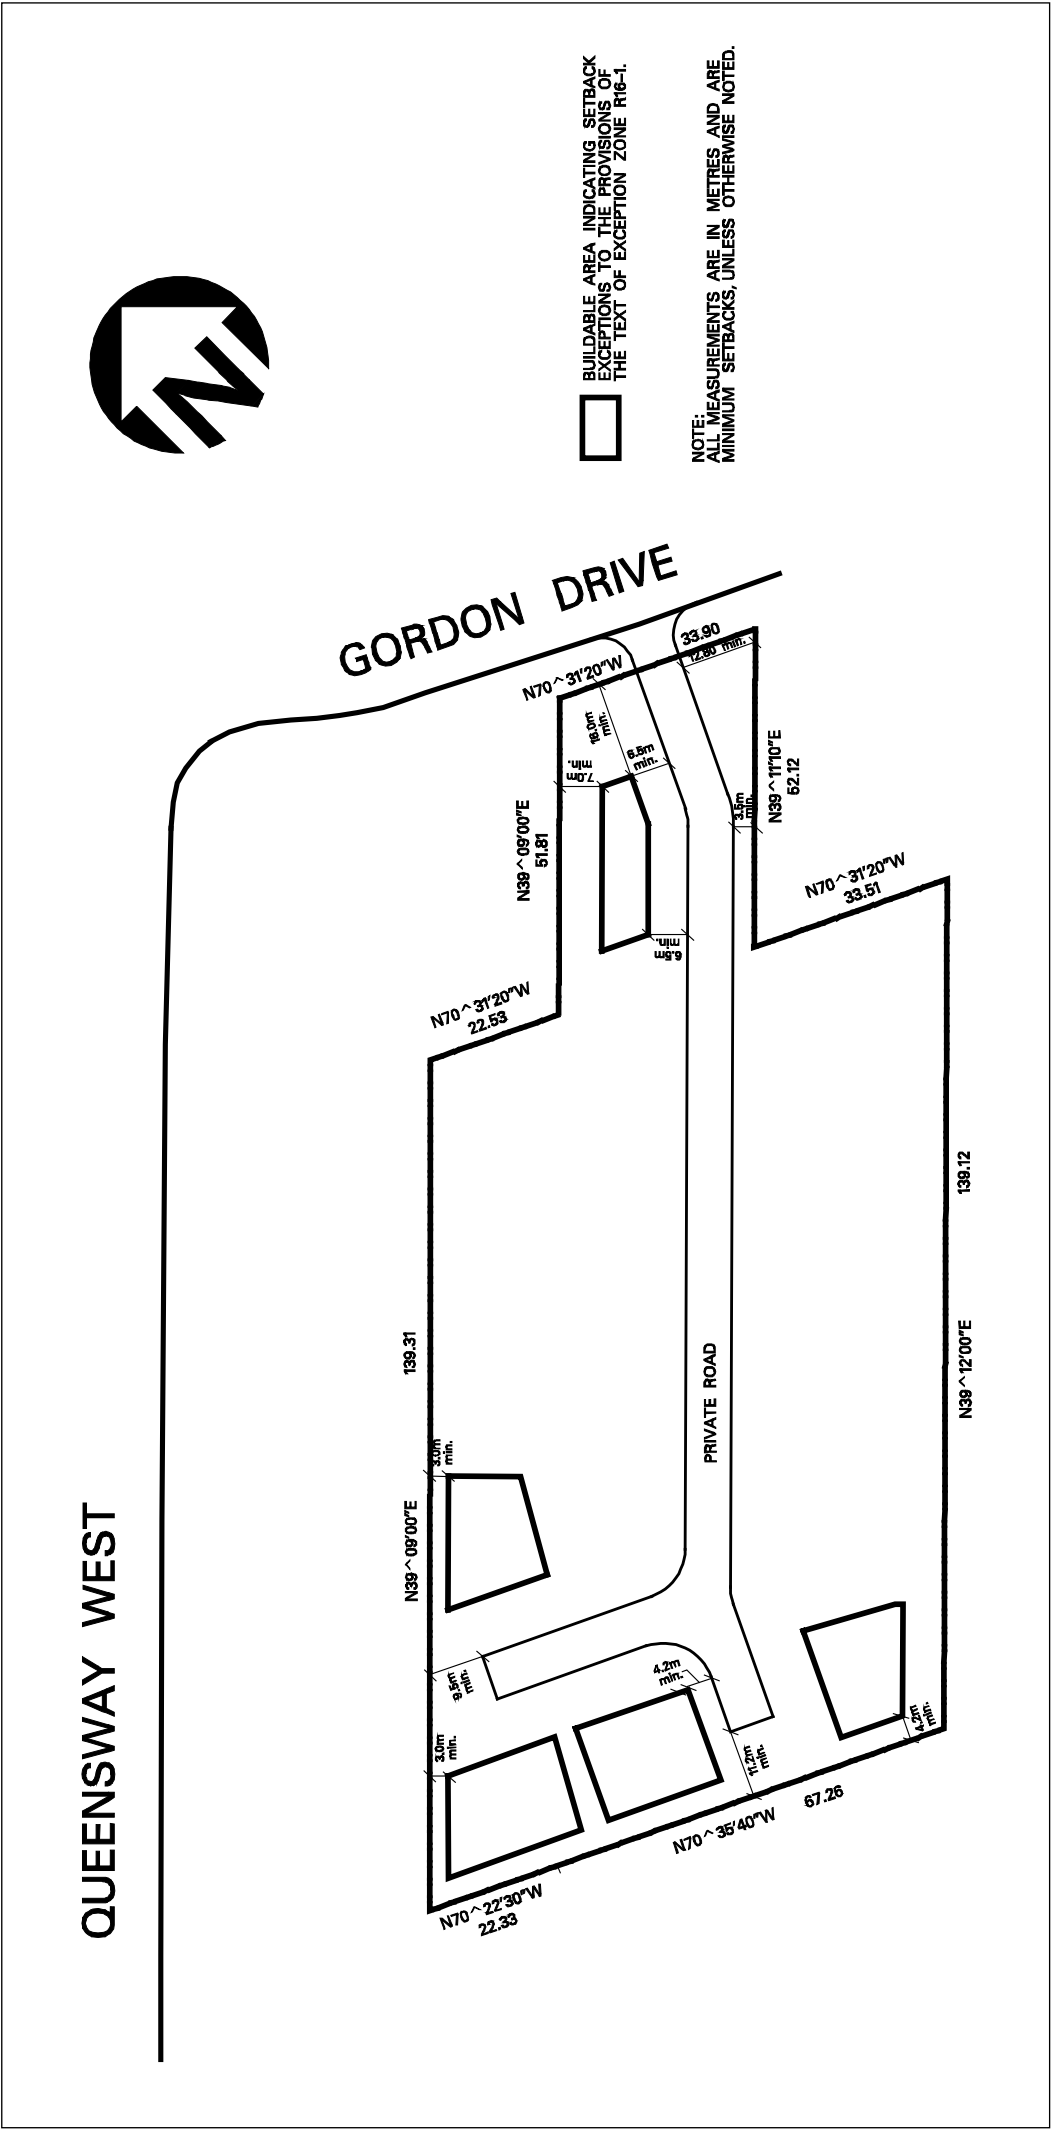 N
BUILDABLE AREA INDICATING SETBACK
EXCEPTIONS TO THE PROVISIONS OF
THE TEXT OF EXCEPTION ZONE R16-1.
NOTE:
ALL MEASUREMENTS ARE IN METRES AND ARE
MINIMUM SETBACKS, UNLESS OTHERWISE NOTED.
GORDON DRIVE
33.90
12.80 min.
N70^31'20"W
18.0m
min.
6.5m
min.
7.0m
min.
N39^09'00"E
51.81
3.5m
min.
N39^11'10"E
52.12
N70^31'20"W
33.51
6.5m
min.
N70^31'20"W
22.53
139.12
139.31
N39^12'00"E
PRIVATE ROAD
3.0m
min.
N39^09'00"E
QUEENSWAY WEST
9.5m
min.
4.2m
min.
4.2m
min.
3.0m
min.
11.2m
min.
67.26
N70^35'40"W
N70^22'30"W
22.33